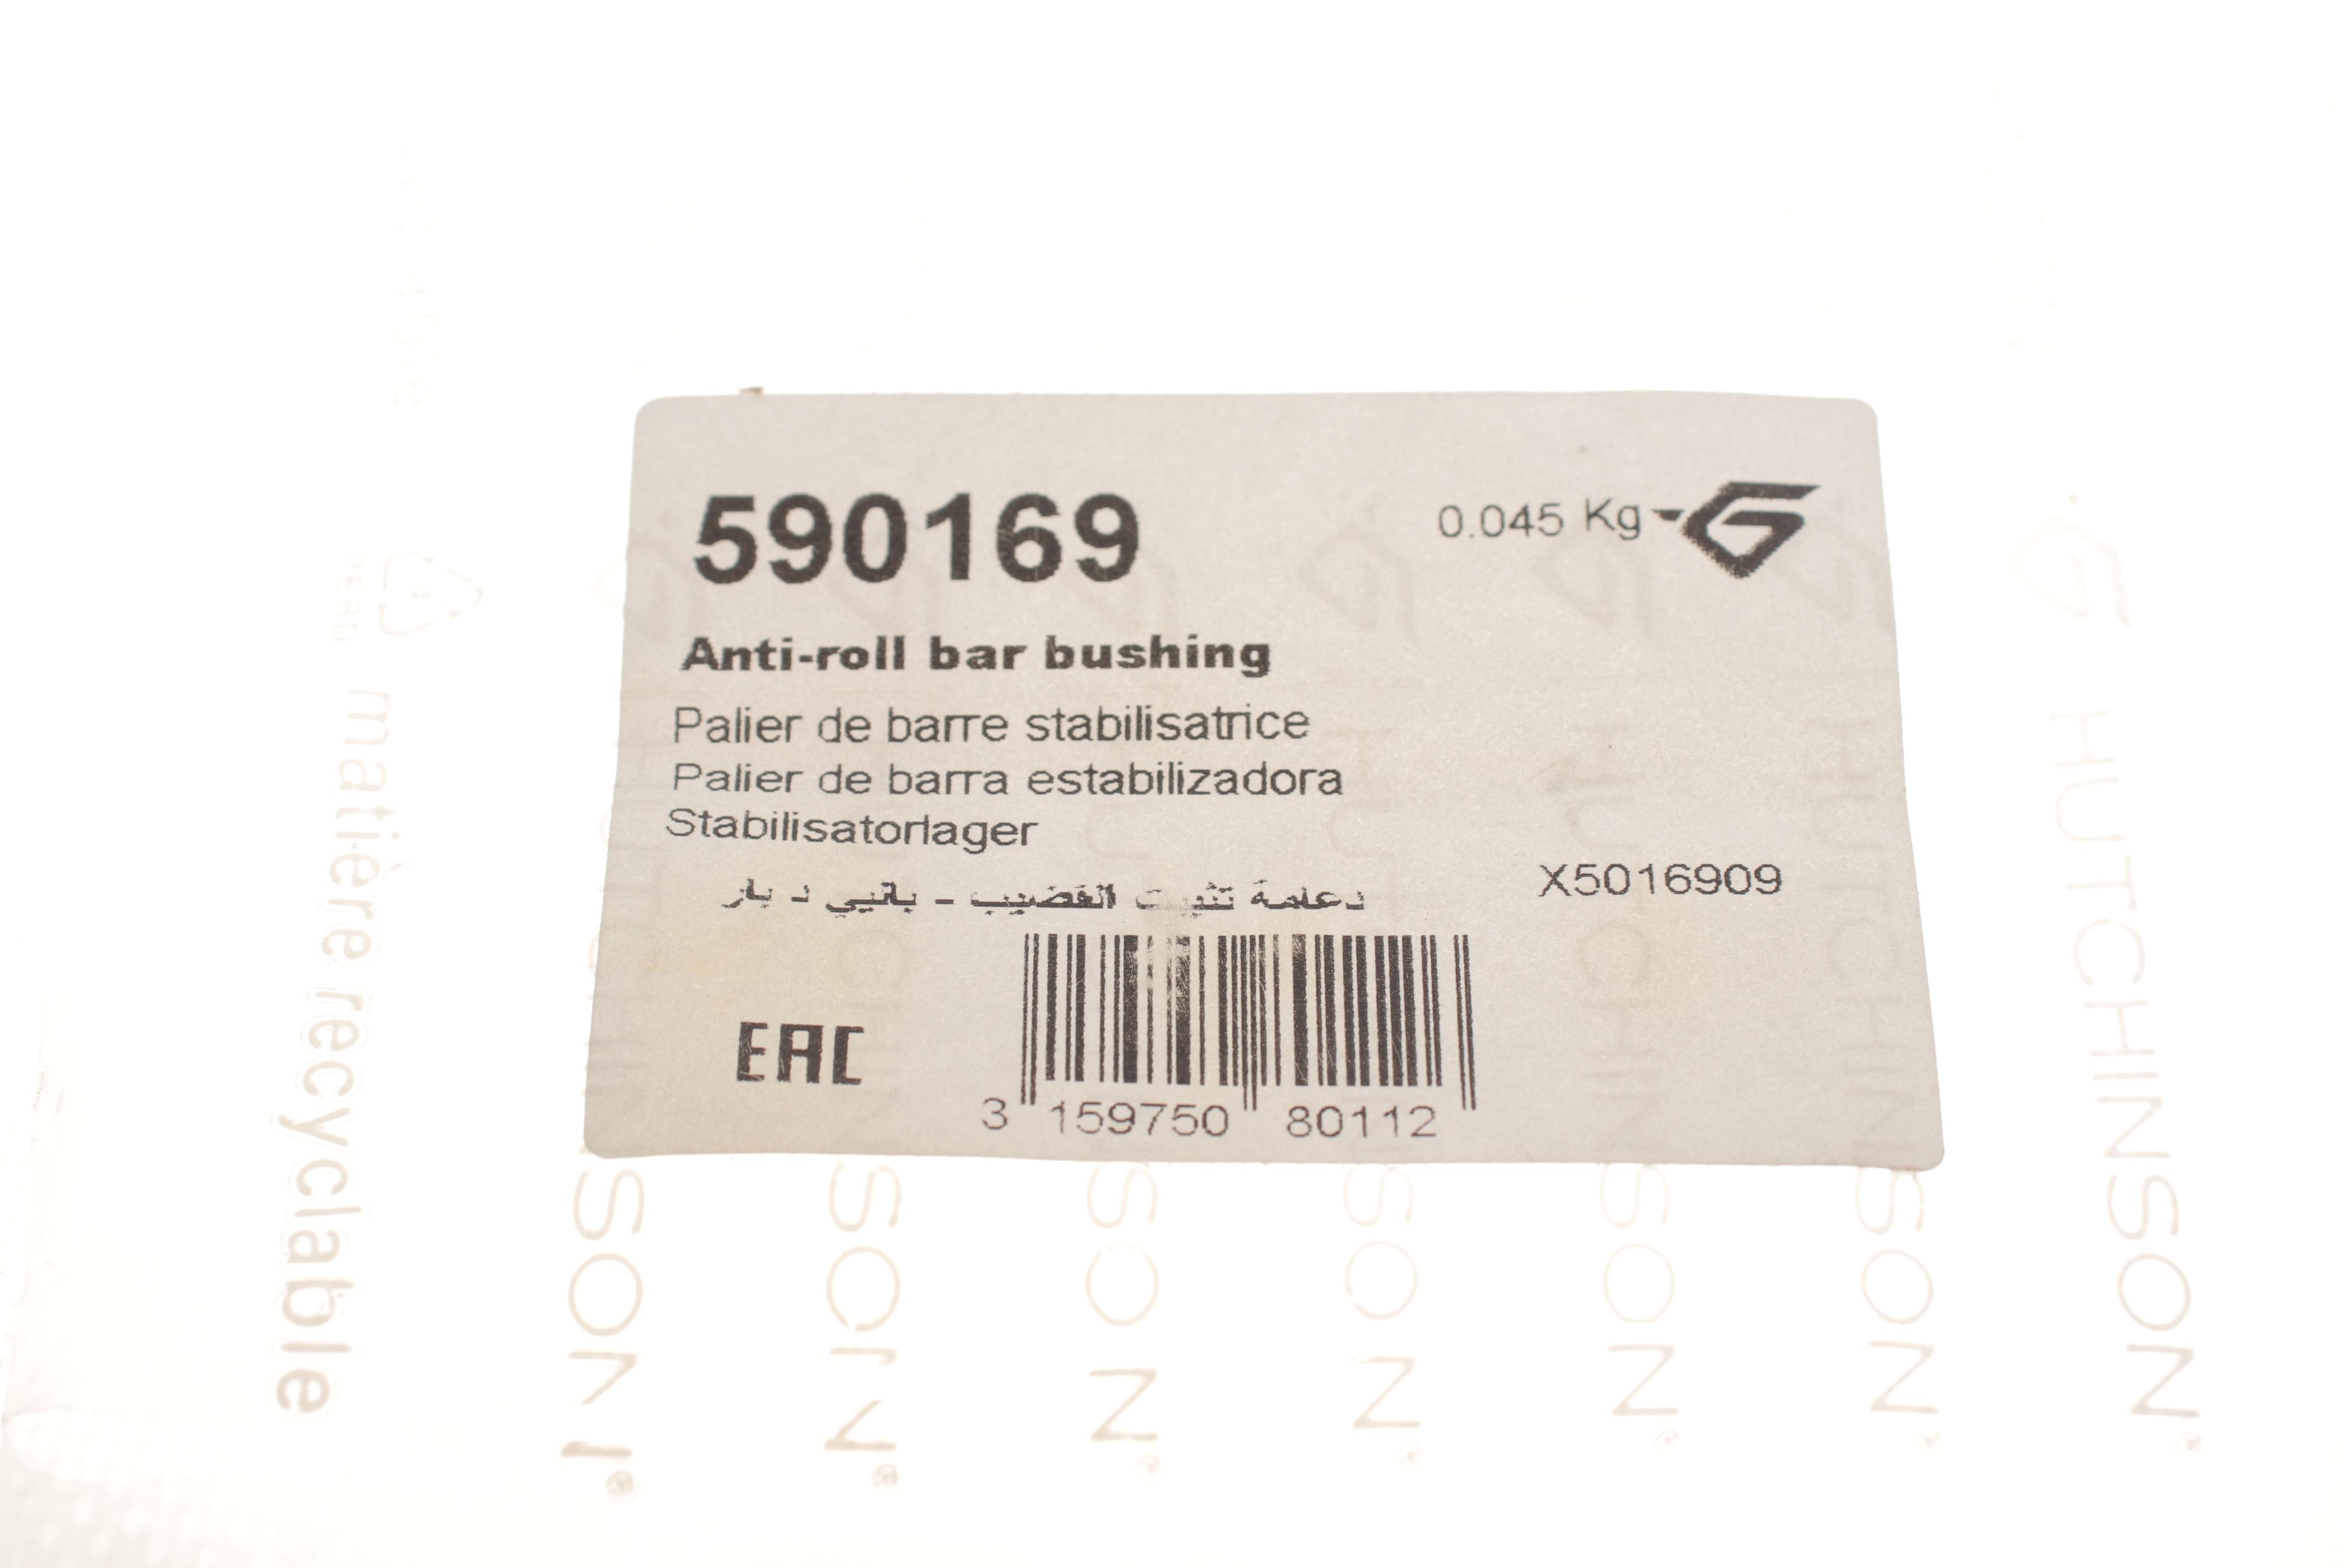 590169
0.045 Kg
Anti-roll bar bushing
Palier de barre stabilisatrice
Palier de barra estabilizadora
Stabilisatorlager
دعامة تثبيت القضيب - باليي د بار
X5016909
EAC
3 159750 80112
matière recyclable
HUTCHINSON